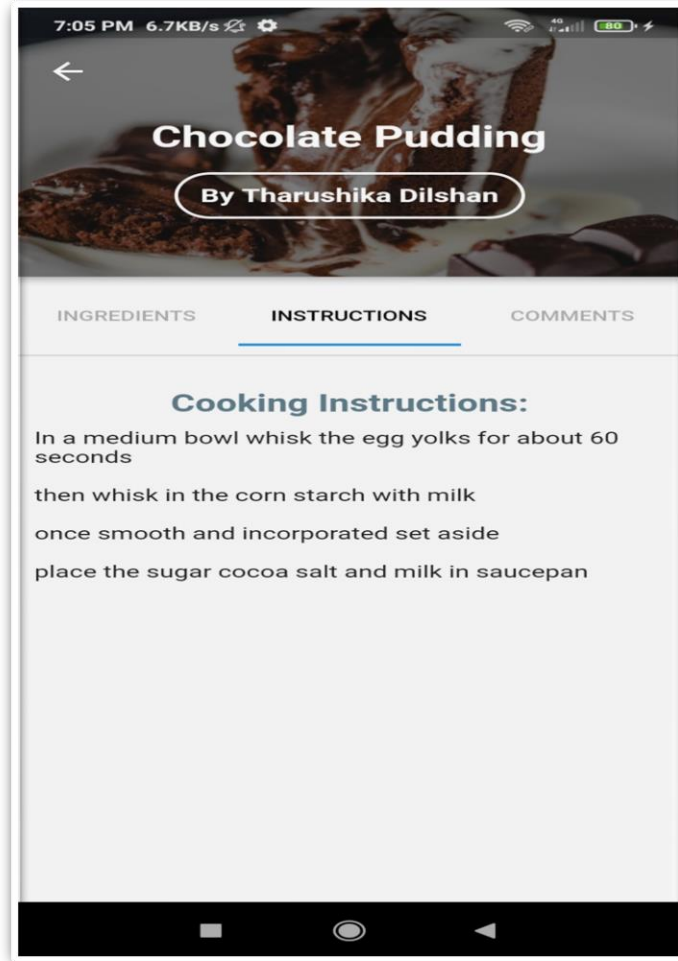 7:05 PM 6.7KB/s
4G
80
Chocolate Pudding
By Tharushika Dilshan
INGREDIENTS INSTRUCTIONS COMMENTS
Cooking Instructions:
In a medium bowl whisk the egg yolks for about 60
seconds
then whisk in the corn starch with milk
once smooth and incorporated set aside
place the sugar cocoa salt and milk in saucepan